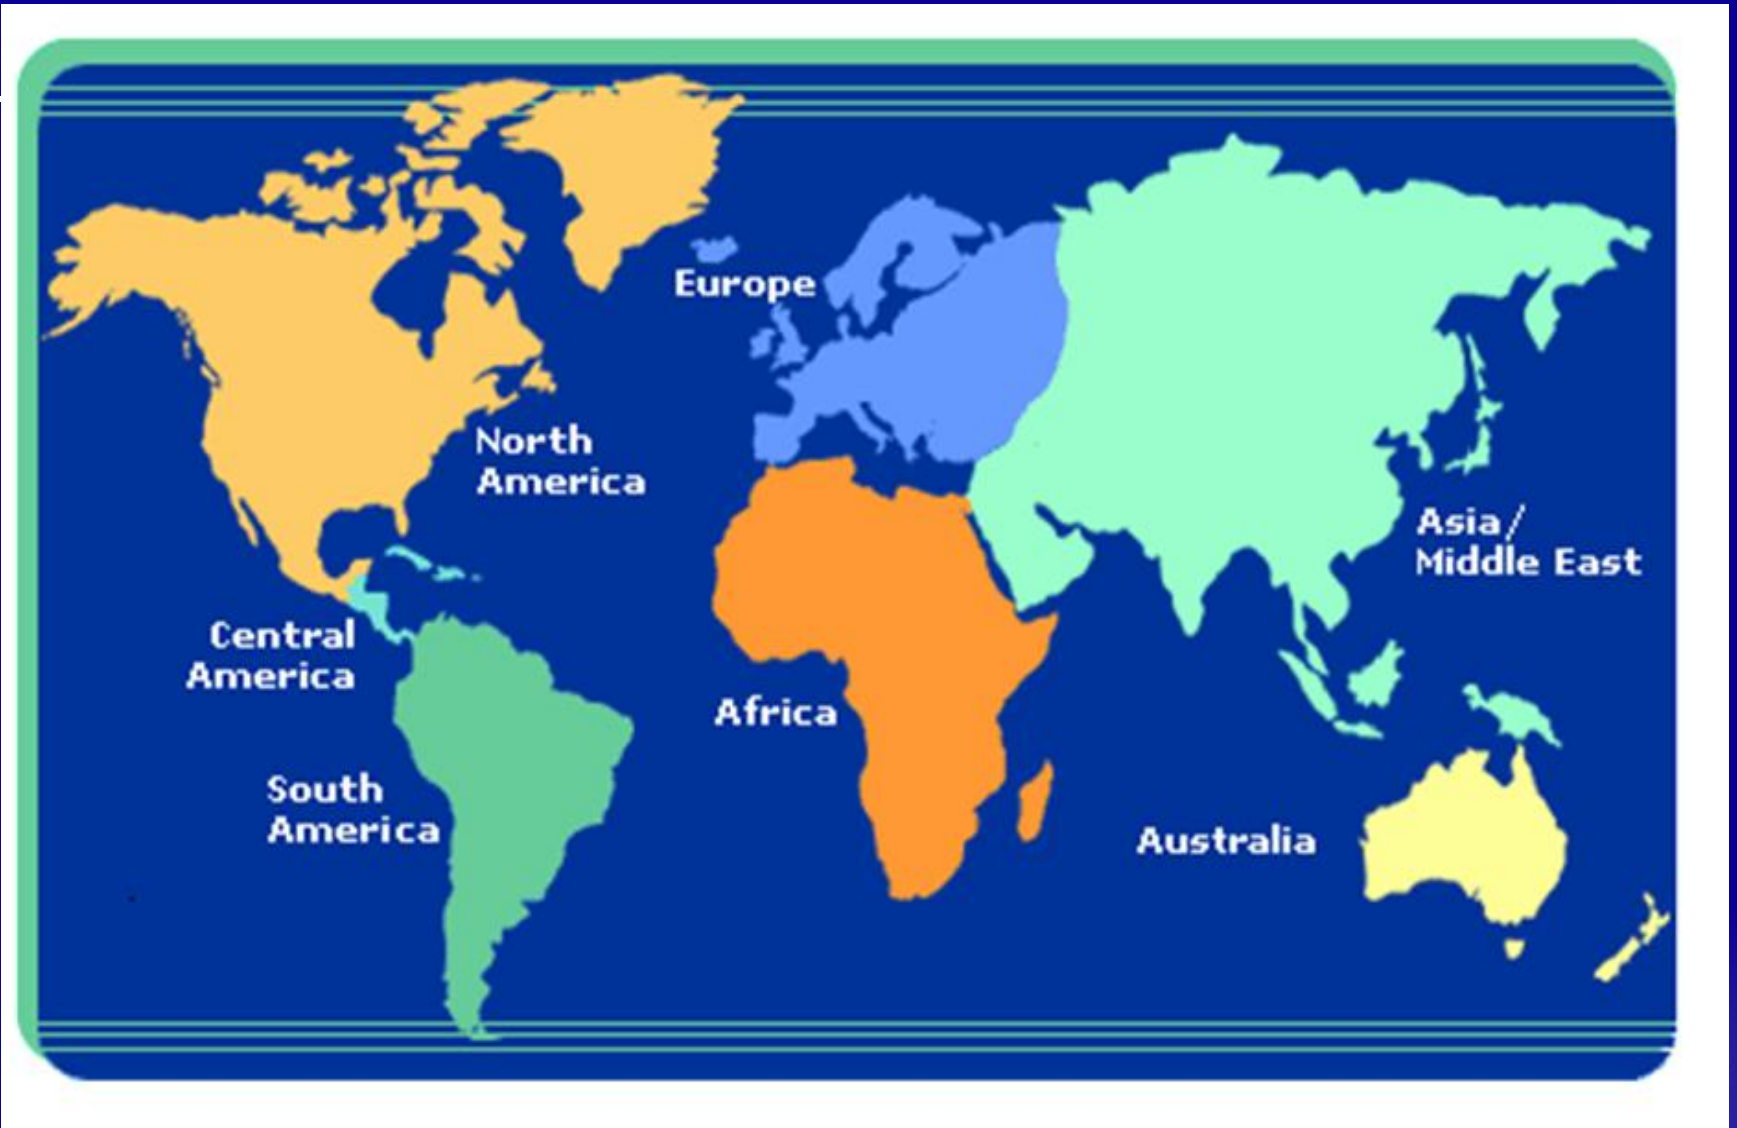 Europe
North
America
Asia/
Middle East
Central
America
Africa
South
America
Australia